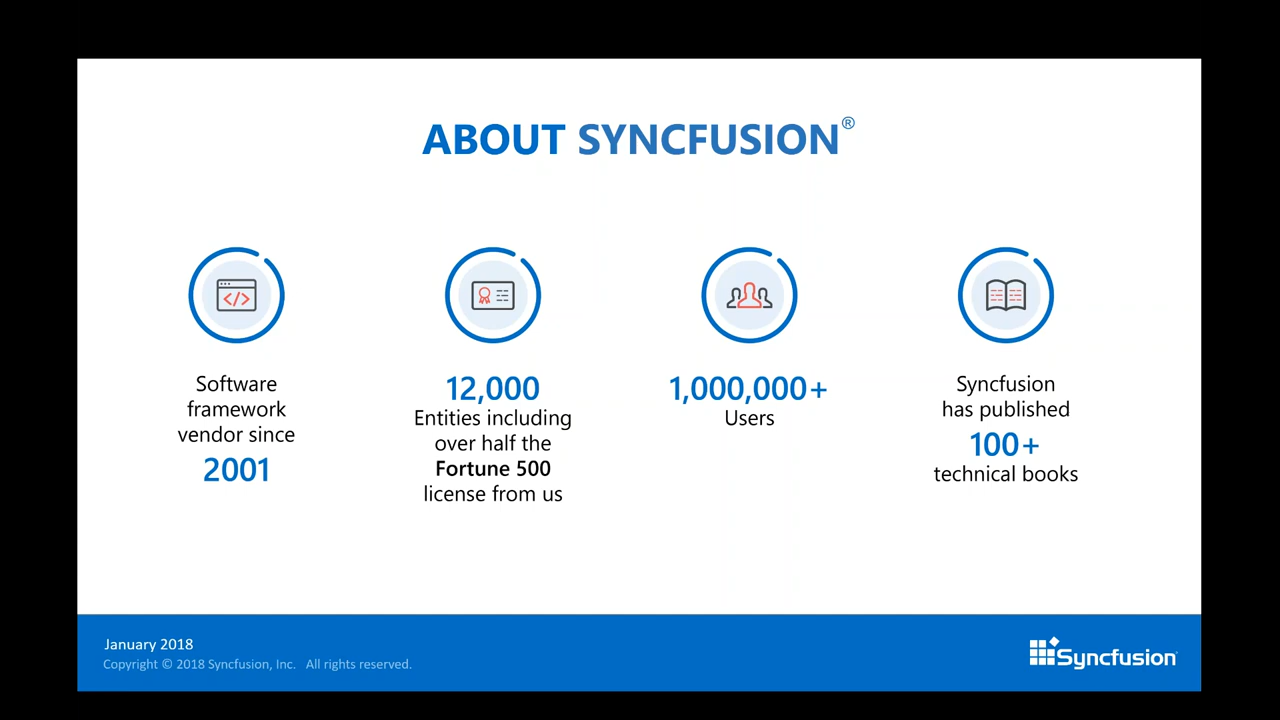 ABOUT SYNCFUSION®
Software
framework
vendor since
2001
12,000
Entities including
over half the
Fortune 500
license from us
1,000,000+
Users
Syncfusion
has published
100+
technical books
January 2018
Copyright © 2018 Syncfusion, Inc. All rights reserved.
Syncfusion